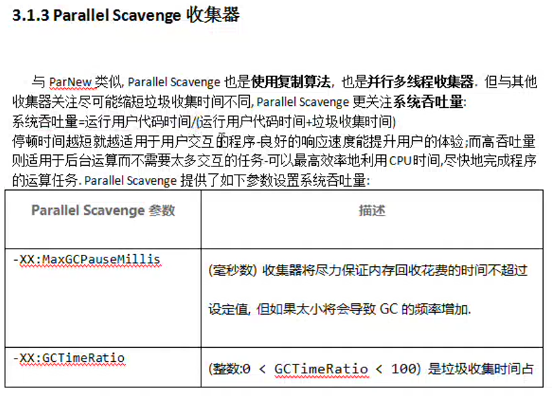 3.1.3 Parallel Scavenge 收集器
与 ParNew 类似, Parallel Scavenge 也是使用复制算法, 也是并行多线程收集器. 但与其他
收集器关注尽可能缩短垃圾收集时间不同, Parallel Scavenge 更关注系统吞吐量:
系统吞吐量=运行用户代码时间/(运行用户代码时间+垃圾收集时间)
停顿时间越短就越适用于用户交互的程序-良好的响应速度能提升用户的体验;而高吞吐量
则适用于后台运算而不需要太多交互的任务-可以最高效率地利用CPU时间,尽快地完成程序
的运算任务. Parallel Scavenge 提供了如下参数设置系统吞吐量:
Parallel Scavenge 参数
描述
-XX:MaxGCPauseMillis
(毫秒数) 收集器将尽力保证内存回收花费的时间不超过
设定值, 但如果太小将会导致 GC 的频率增加.
-XX:GCTimeRatio
(整数:0 < GCTimeRatio < 100) 是垃圾收集时间占